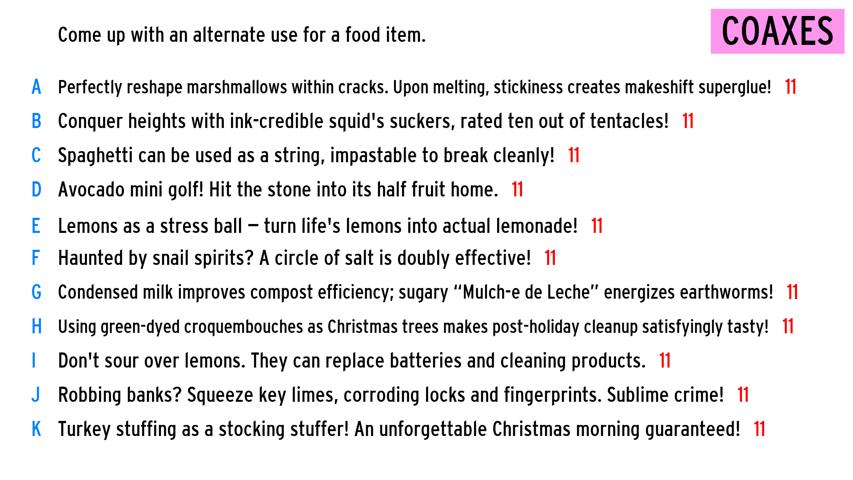 Come up with an alternate use for a food item.
COAXES
A Perfectly reshape marshmallows within cracks. Upon melting, stickiness creates makeshift superglue! 11
B Conquer heights with ink-credible squid's suckers, rated ten out of tentacles! 11
C Spaghetti can be used as a string, impastable to break cleanly! 11
D Avocado mini golf! Hit the stone into its half fruit home. 11
E Lemons as a stress ball – turn life's lemons into actual lemonade! 11
F Haunted by snail spirits? A circle of salt is doubly effective! 11
G Condensed milk improves compost efficiency; sugary “Mulch-e de Leche” energizes earthworms! 11
H Using green-dyed croquembouches as Christmas trees makes post-holiday cleanup satisfyingly tasty! 11
I Don't sour over lemons. They can replace batteries and cleaning products. 11
J Robbing banks? Squeeze key limes, corroding locks and fingerprints. Sublime crime! 11
K Turkey stuffing as a stocking stuffer! An unforgettable Christmas morning guaranteed! 11